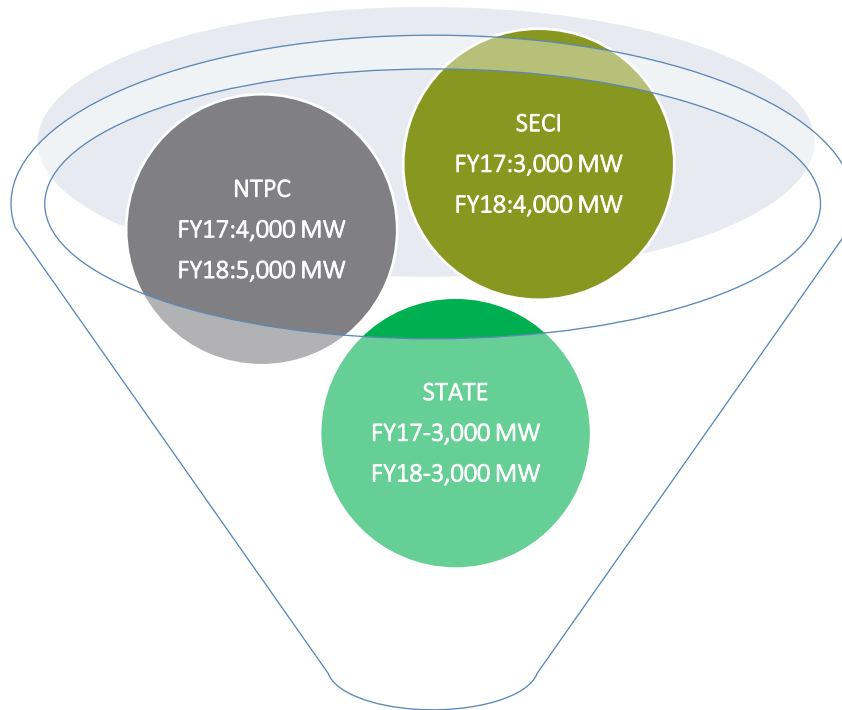 NTPC
FY17:4,000 MW
FY18:5,000 MW
SECI
FY17:3,000 MW
FY18:4,000 MW
STATE
FY17-3,000 MW
FY18-3,000 MW